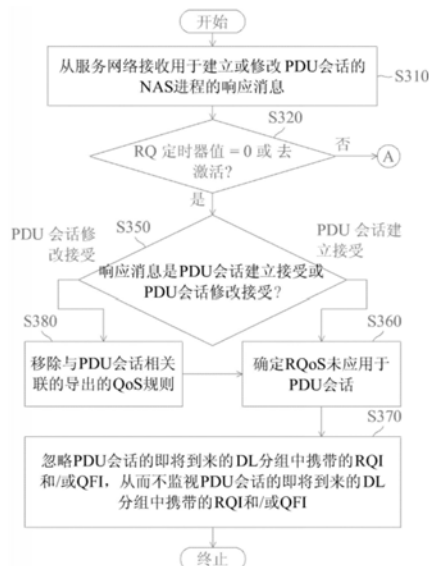 开始
从服务网络接收用于建立或修改 PDU会话的
NAS进程的响应消息
S310
S320
RQ 定时器值 = 0 或 去
激活?
否
A
是
PDU 会话修
改接受
S350
PDU 会话建
立接受
响应消息是PDU会话建立接受或
PDU会话修改接受?
S380
S360
移除与PDU会话相关
联的导出的QoS规则
确定RQoS未应用于
PDU会话
S370
忽略PDU会话的即将到来的DL分组中携带的RQI
和/或QFI，从而不监视PDU会话的即将到来的DL
分组中携带的RQI和/或QFI
终止